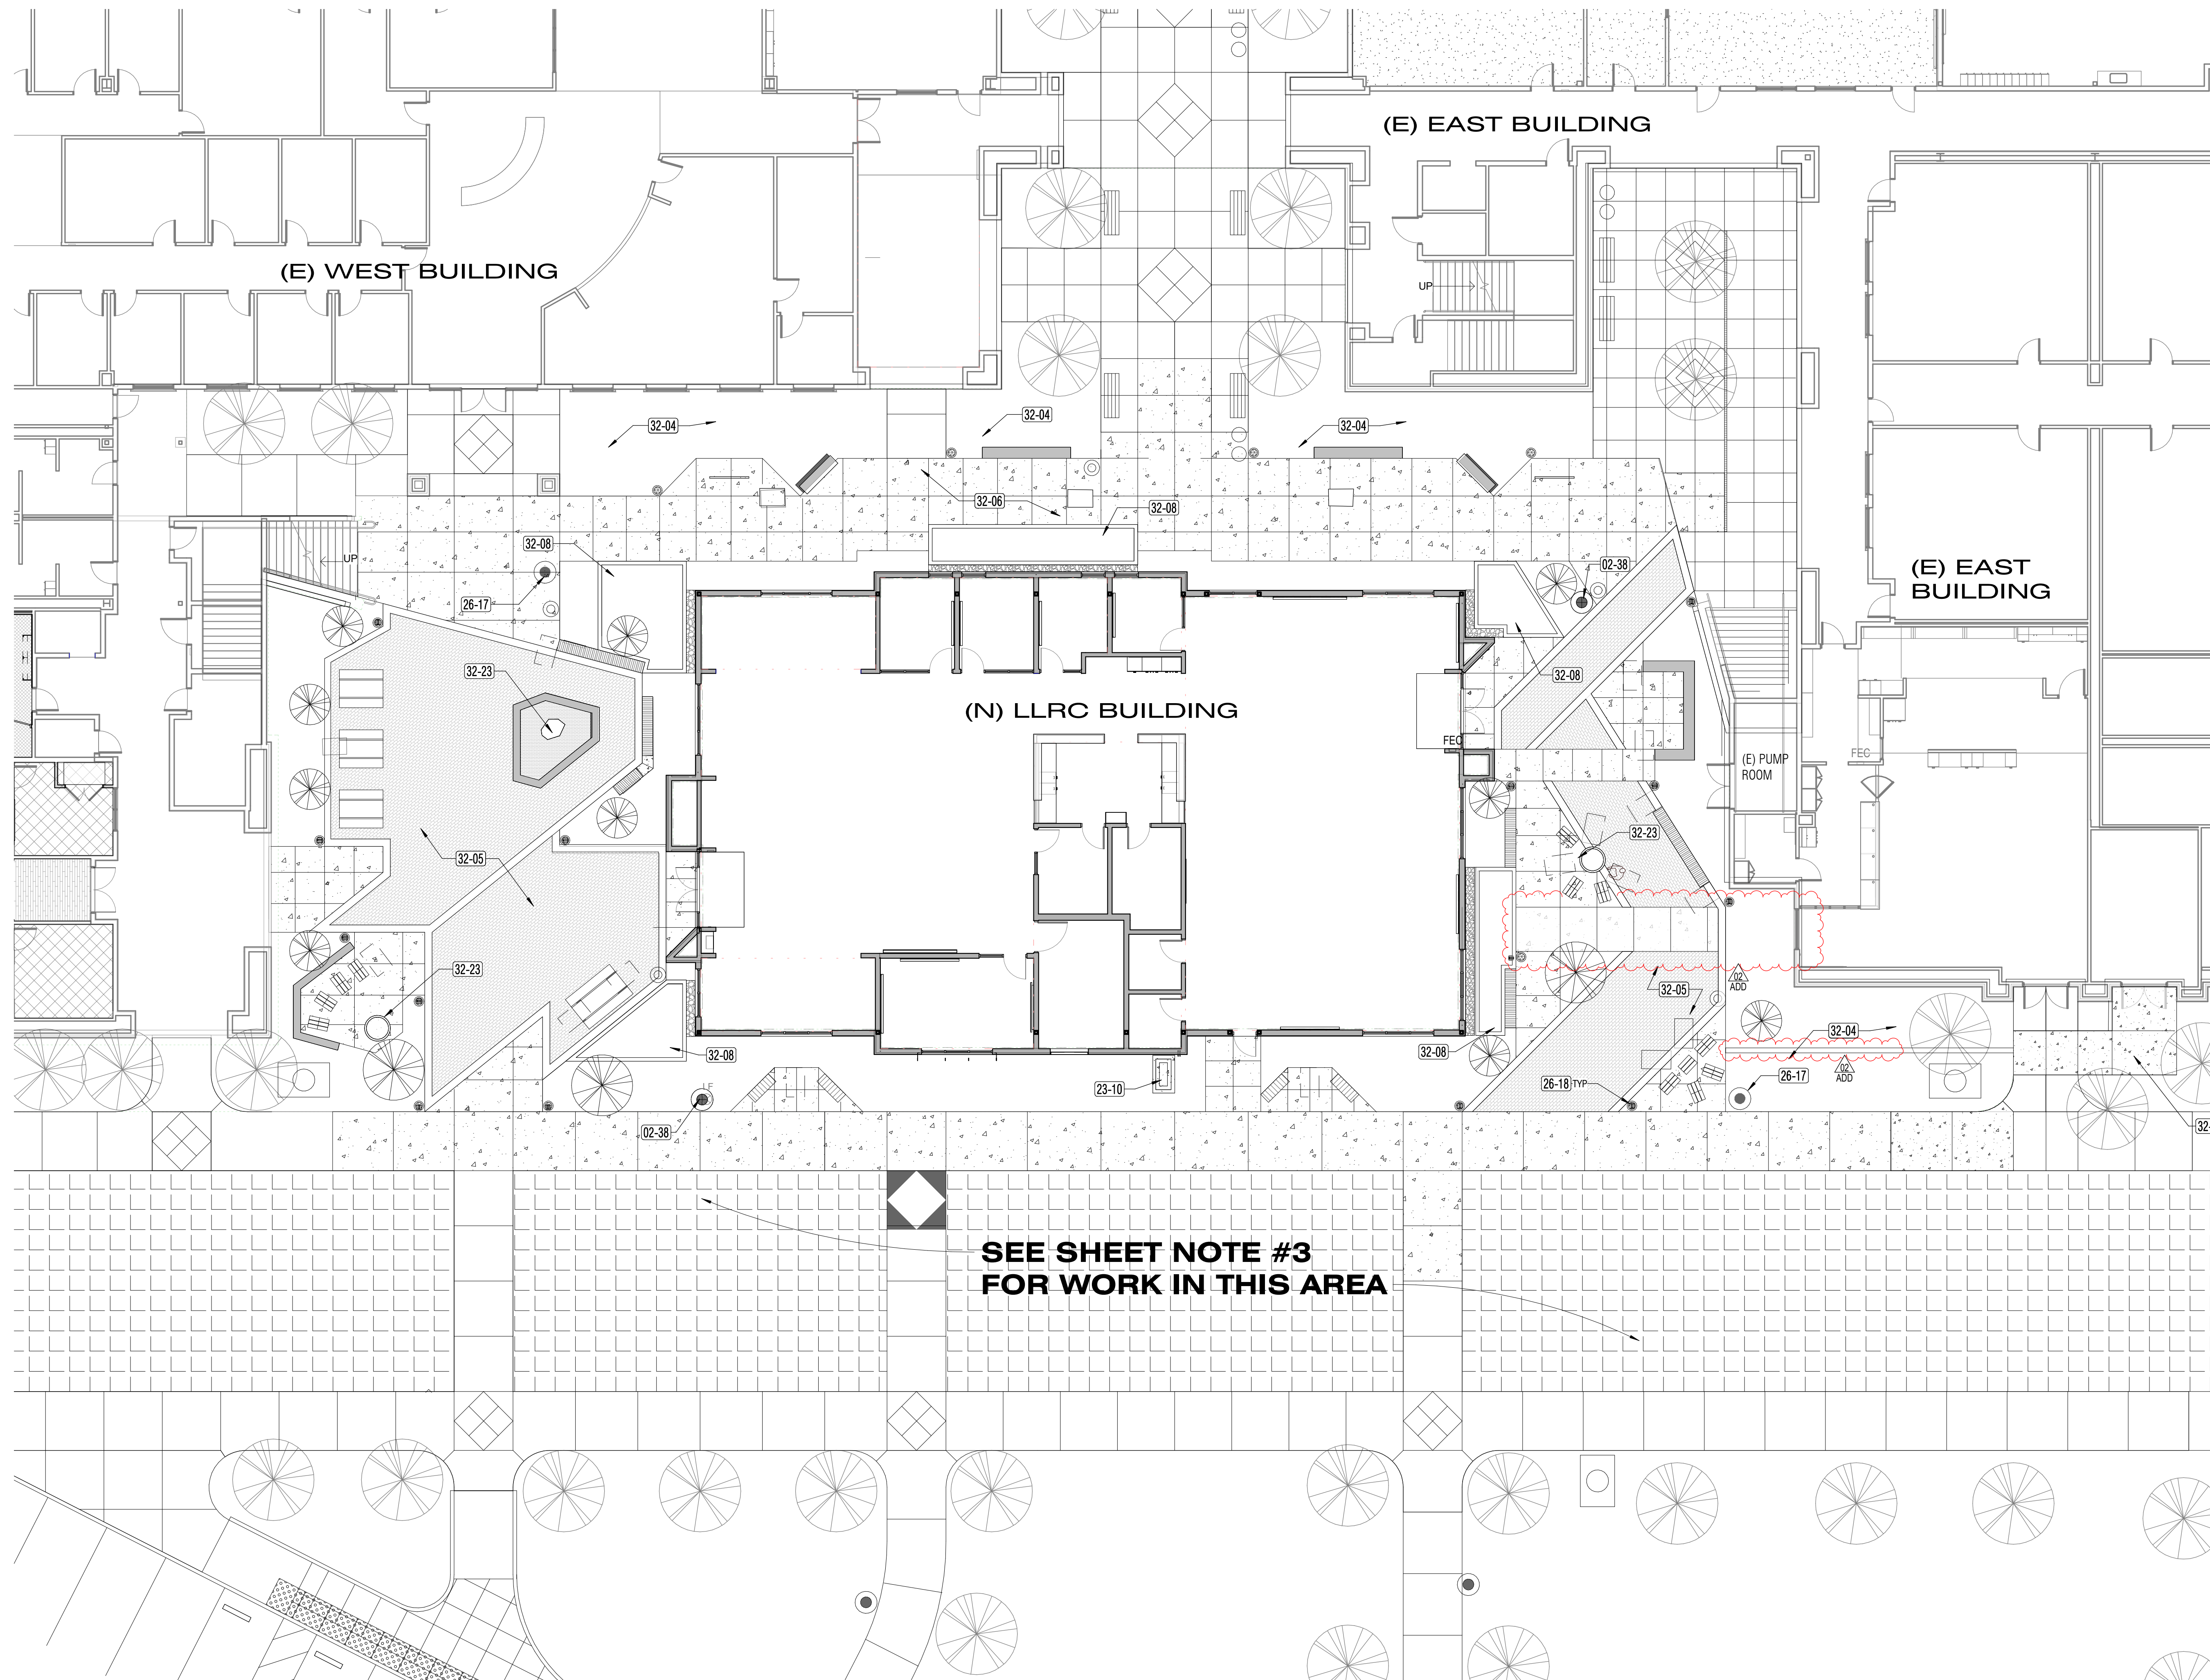 (E) EAST BUILDING
(E) WEST BUILDING
UP
32-04
32-04
32-04
32-06
32-08
32-08
UP
26-17
02-38
(E) EAST
BUILDING
32-23
32-08
(N) LLRC BUILDING
FEC
(E) PUMP
ROOM
FEC
32-05
32-23
32-23
02
ADD
32-05
32-04
32-08
32-08
02
ADD
26-17
26-18 TYP
23-10
LF
02-38
SEE SHEET NOTE #3
FOR WORK IN THIS AREA